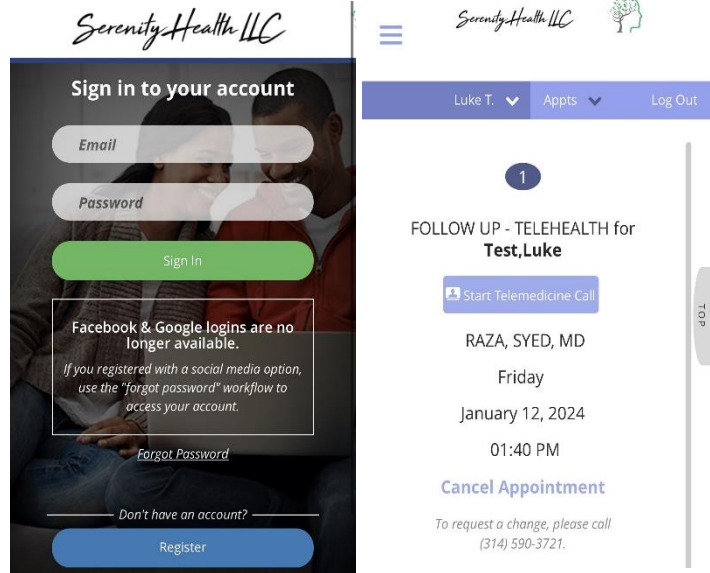 Serenity Health LLC
Sign in to your account
Email
Password
Sign In
Facebook & Google logins are no
longer available.
If you registered with a social media option,
use the "forgot password" workflow to
access your account.
Forgot Password
Don't have an account?
Register
Serenity Health LLC
Luke T. Appts Log Out
1
FOLLOW UP - TELEHEALTH for
Test,Luke
Start Telemedicine Call
RAZA, SYED, MD
Friday
January 12, 2024
01:40 PM
Cancel Appointment
To request a change, please call
(314) 590-3721.
TOP